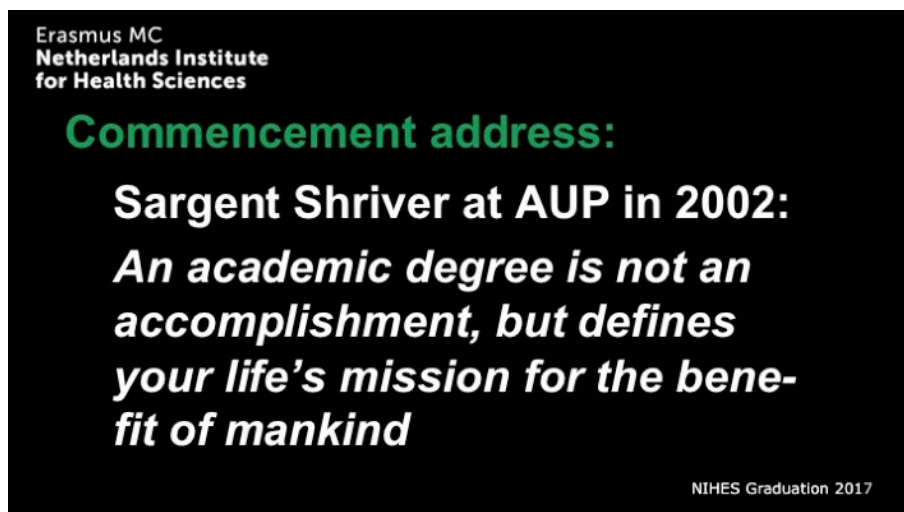 Erasmus MC
Netherlands Institute
for Health Sciences
Commencement address:
Sargent Shriver at AUP in 2002:
An academic degree is not an
accomplishment, but defines
your life’s mission for the bene-
fit of mankind
NIHES Graduation 2017